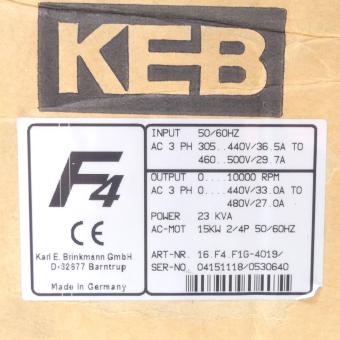 KEB
F4
CE
Karl E. Brinkmann GmbH
D-32677 Barntrup
Made in Germany
INPUT 50/60HZ
AC 3 PH 305...440V/36.5A TO
460..500V/29.7A
OUTPUT 0....10000 RPM
AC 3 PH 0....440V/33.0A TO
480V/27.0A
POWER 23 KVA
AC-MOT 15KW 2/4P 50/60HZ
ART-NR. 16.F4.F1G-4019/
SER-NO 04151118/0530640